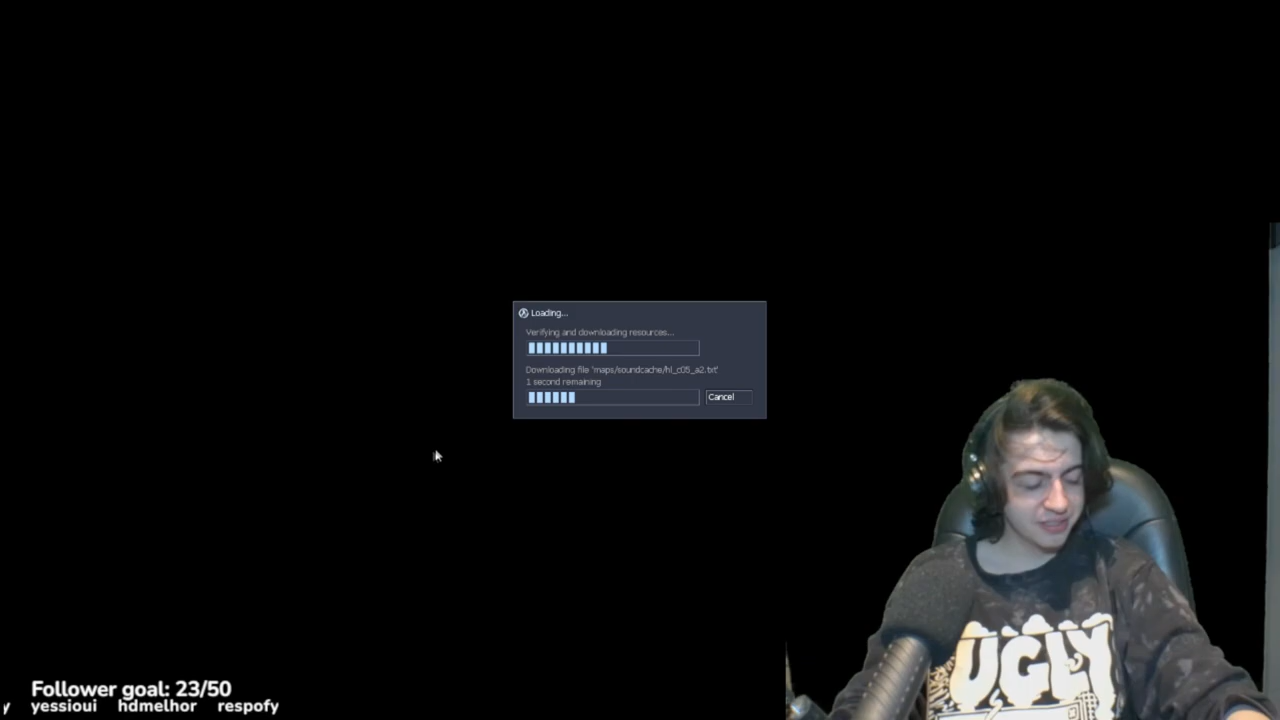 Loading...
Verifying and downloading resources...
Downloading file 'maps/soundcache/hl_c05_a2.txt'
1 second remaining
Cancel
UGLY
Follower goal: 23/50
y yessioui hdmelhor respofy